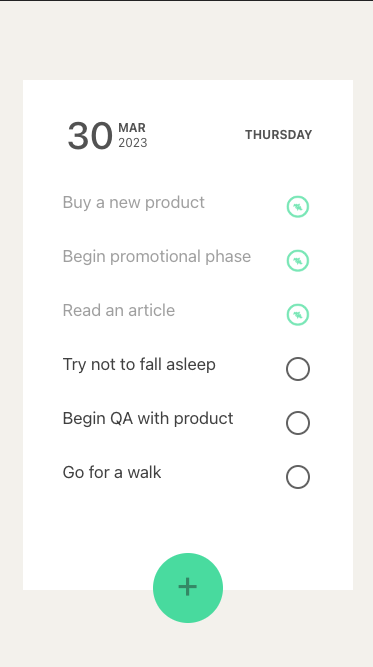 30 MAR
2023
THURSDAY
Buy a new product
Begin promotional phase
Read an article
Try not to fall asleep
Begin QA with product
Go for a walk
+